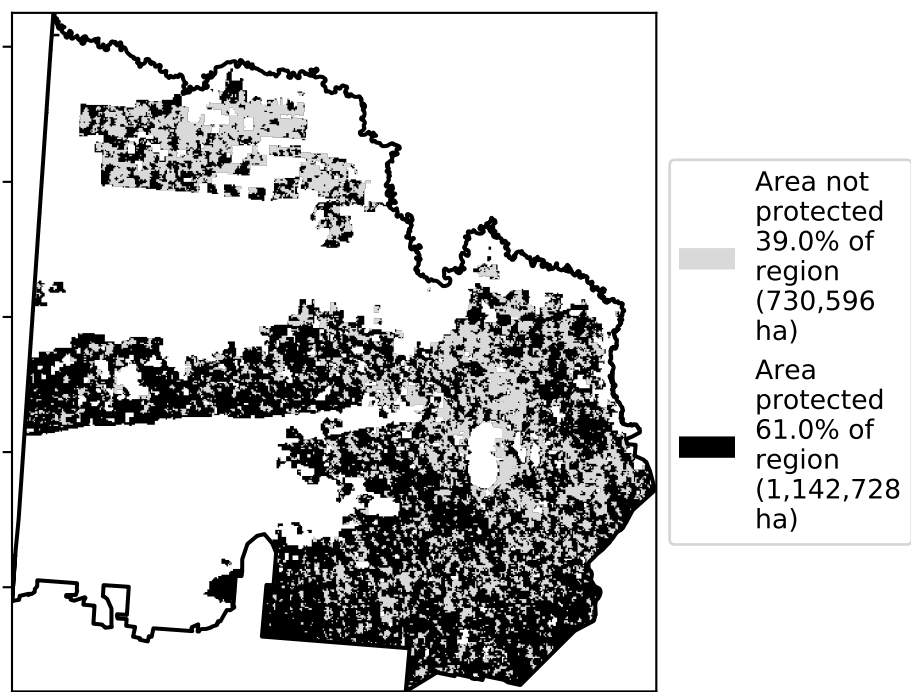 Area not
protected
39.0% of
region
(730,596
ha)
Area
protected
61.0% of
region
(1,142,728
ha)